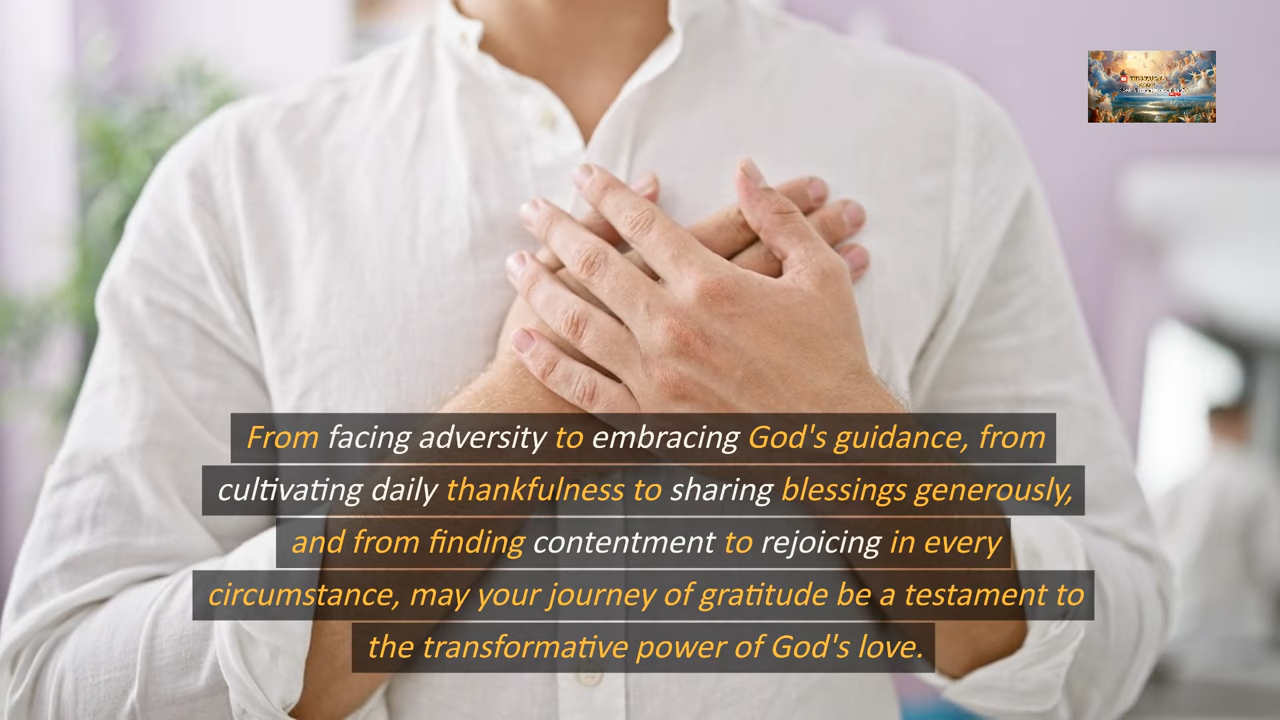 From facing adversity to embracing God's guidance, from
cultivating daily thankfulness to sharing blessings generously,
and from finding contentment to rejoicing in every
circumstance, may your journey of gratitude be a testament to
the transformative power of God's love.